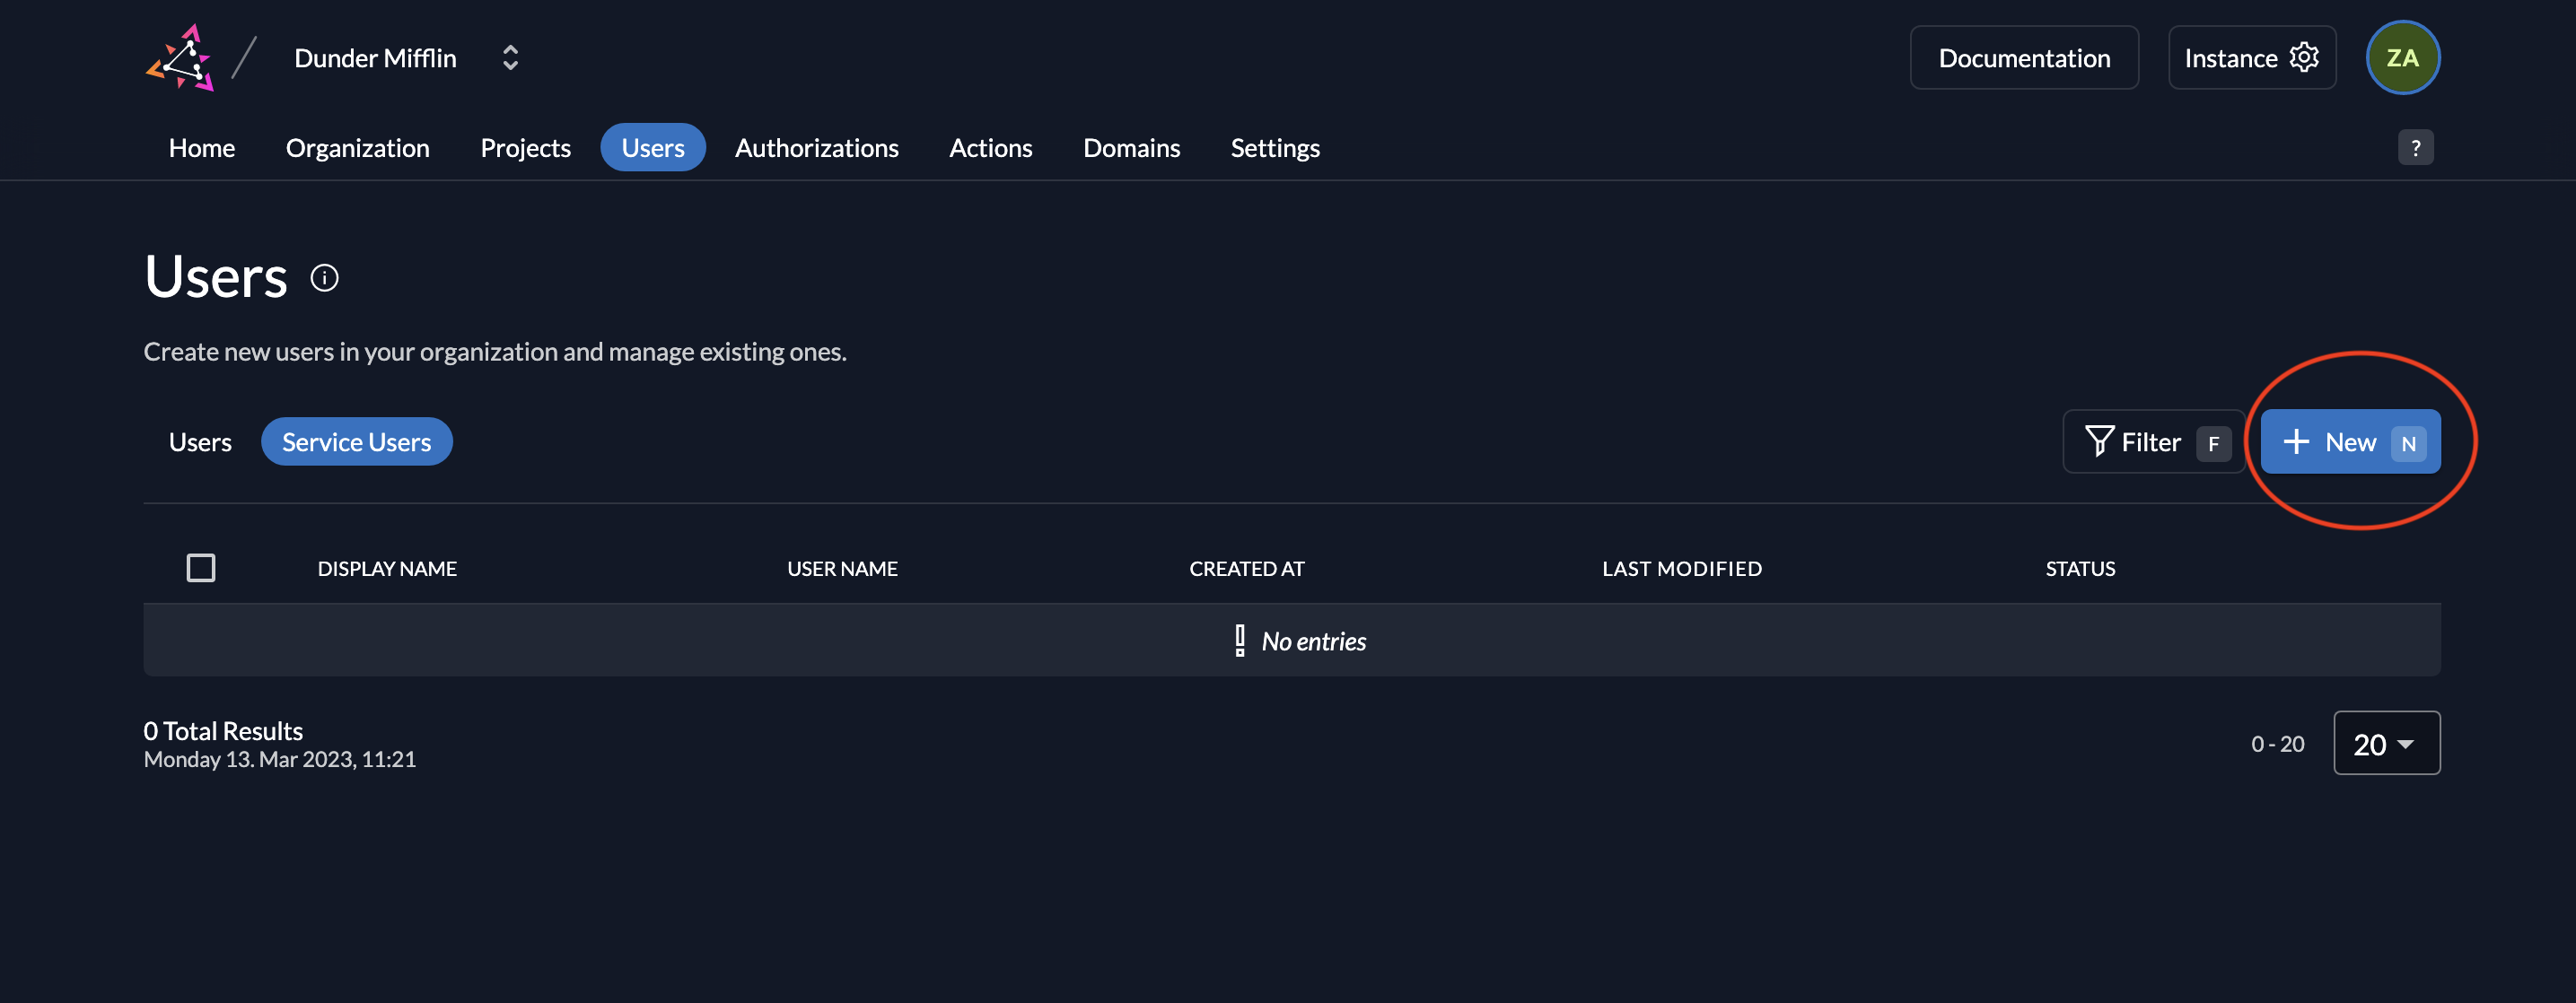 Dunder Mifflin Documentation Instance ZA
Home Organization Projects Users Authorizations Actions Domains Settings ?
Users
Create new users in your organization and manage existing ones.
Users Service Users Filter F New N
DISPLAY NAME USER NAME CREATED AT LAST MODIFIED STATUS
No entries
0 Total Results
Monday 13. Mar 2023, 11:21
0 - 20 20